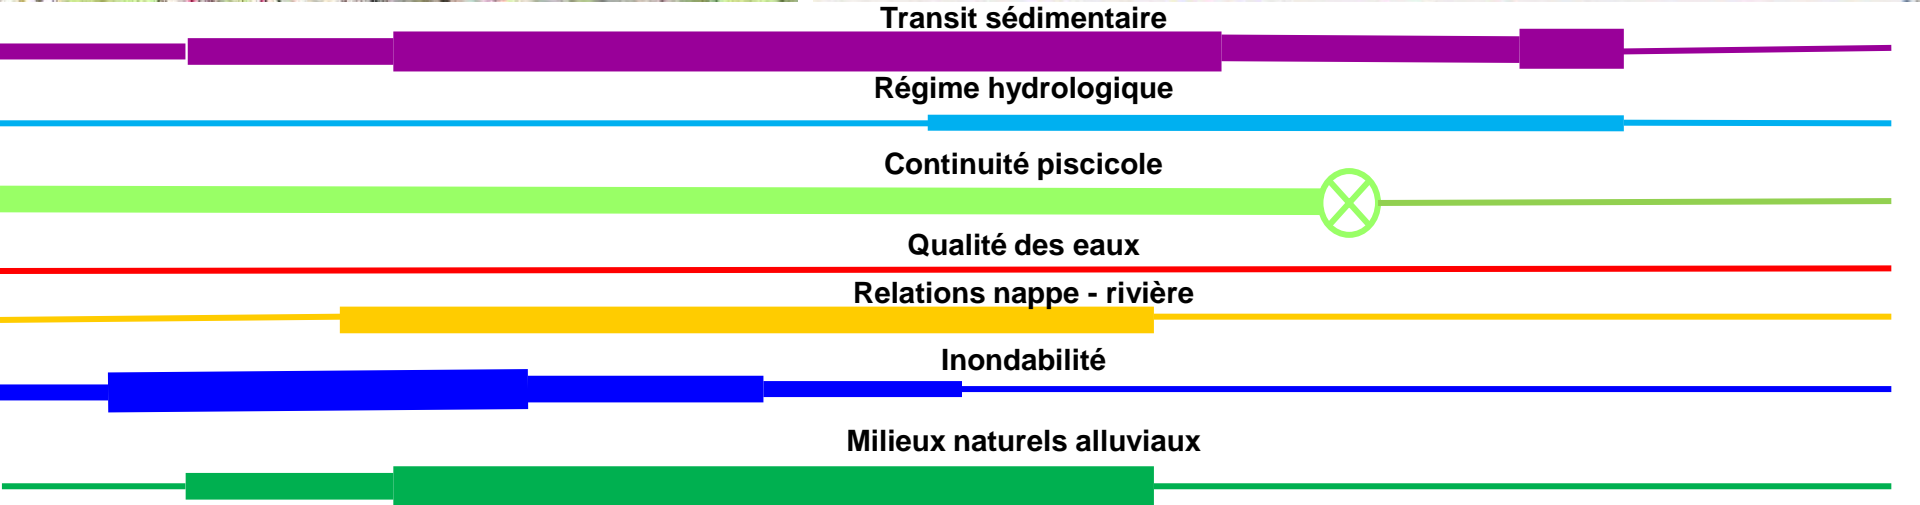 Transit sédimentaire
Régime hydrologique
Continuité piscicole
Qualité des eaux
Relations nappe - rivière
Inondabilité
Milieux naturels alluviaux